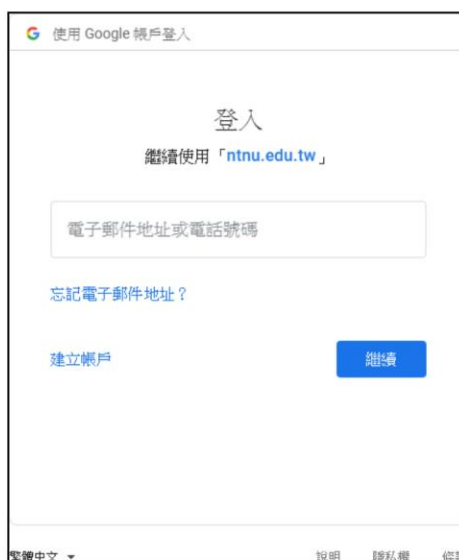 使用 Google 帳戶登入
登入
繼續使用「ntnu.edu.tw」
電子郵件地址或電話號碼
忘記電子郵件地址？
建立帳戶
繼續
繁體中文
說明 隱私權